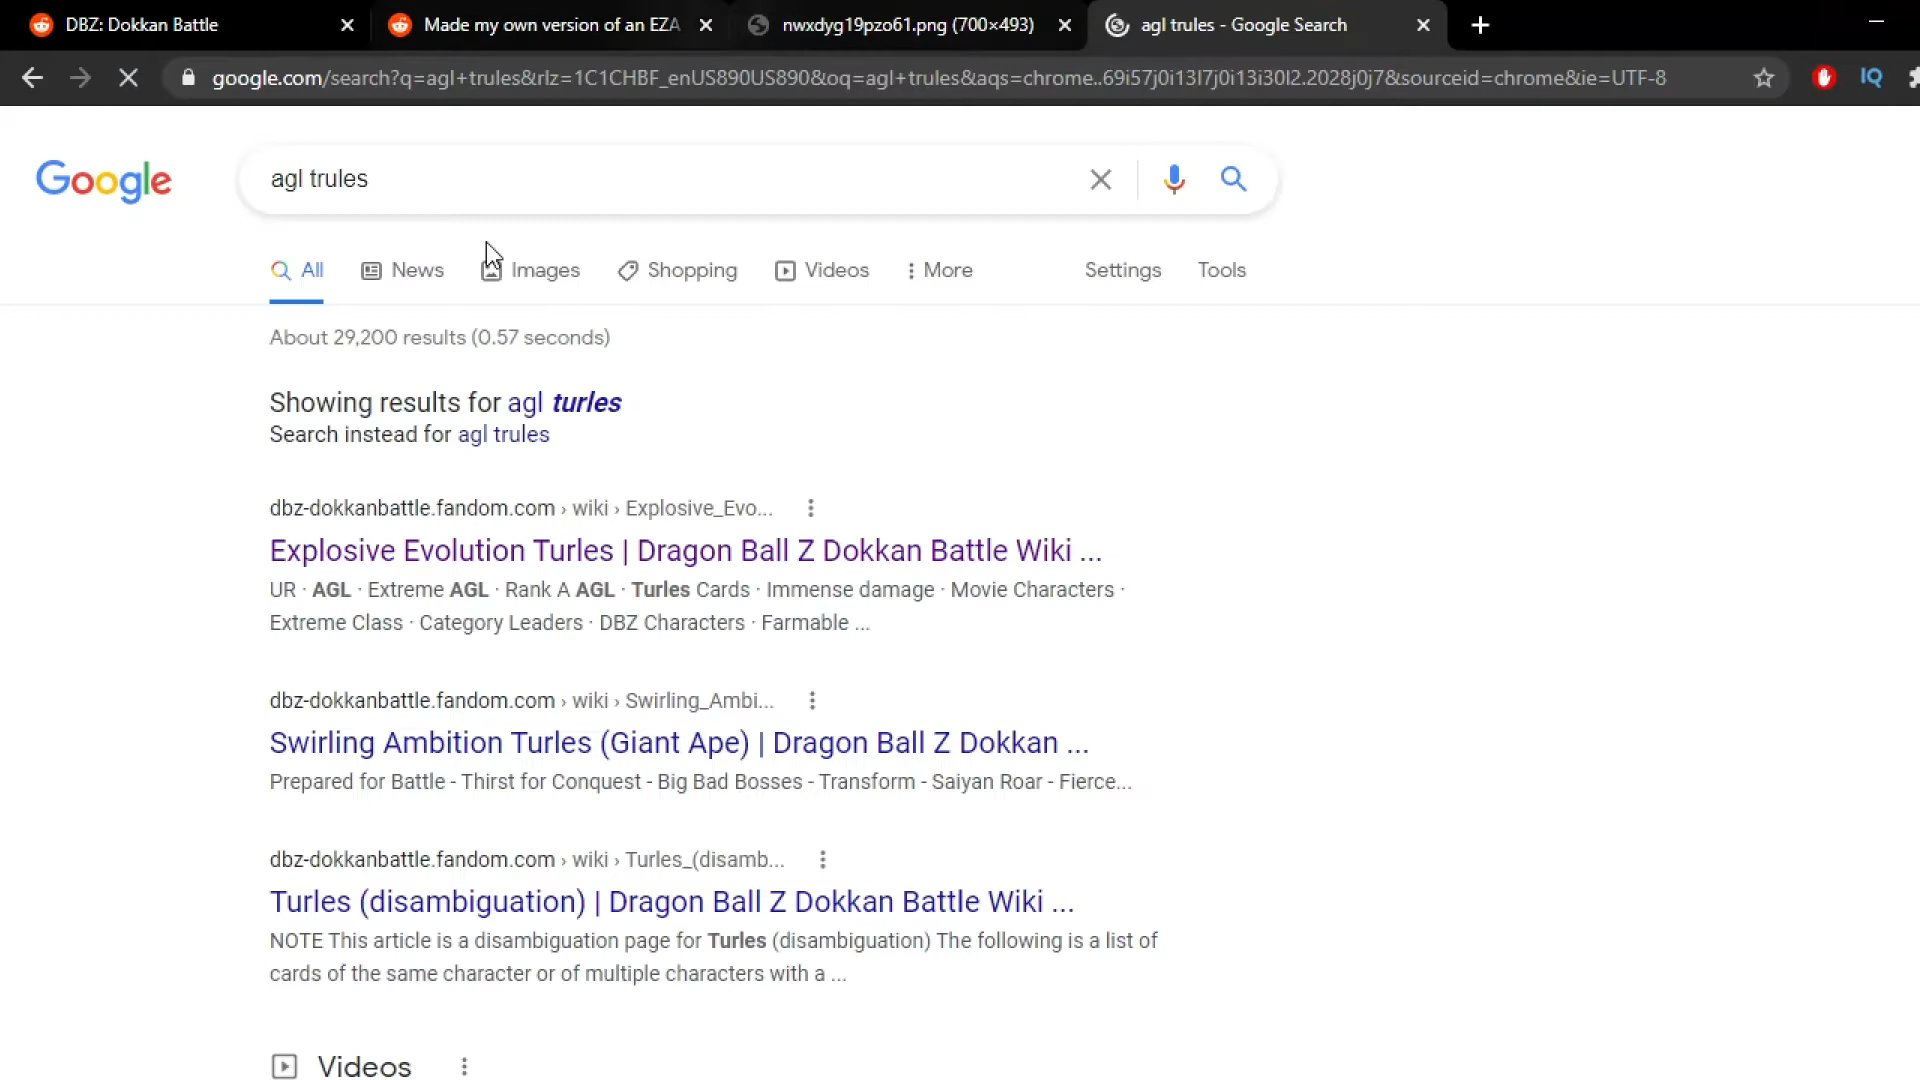 DBZ: Dokkan Battle
Made my own version of an EZA
nwxdyg19pzo61.png (700×493)
agl trules - Google Search
google.com/search?q=agl+trules&rlz=1C1CHBF_enUS890US890&oq=agl+trules&aqs=chrome..69i57j0i13l7j0i13i30l2.2028j0j7&sourceid=chrome&ie=UTF-8
IQ
Google
agl trules
All
News
Images
Shopping
Videos
More
Settings
Tools
About 29,200 results (0.57 seconds)
Showing results for agl turles
Search instead for agl trules
dbz-dokkanbattle.fandom.com › wiki › Explosive_Evo...
Explosive Evolution Turles | Dragon Ball Z Dokkan Battle Wiki ...
UR · AGL · Extreme AGL · Rank A AGL · Turles Cards · Immense damage · Movie Characters ·
Extreme Class · Category Leaders · DBZ Characters · Farmable ...
dbz-dokkanbattle.fandom.com › wiki › Swirling_Ambi...
Swirling Ambition Turles (Giant Ape) | Dragon Ball Z Dokkan ...
Prepared for Battle - Thirst for Conquest - Big Bad Bosses - Transform - Saiyan Roar - Fierce...
dbz-dokkanbattle.fandom.com › wiki › Turles_(disamb...
Turles (disambiguation) | Dragon Ball Z Dokkan Battle Wiki ...
NOTE This article is a disambiguation page for Turles (disambiguation) The following is a list of
cards of the same character or of multiple characters with a ...
Videos